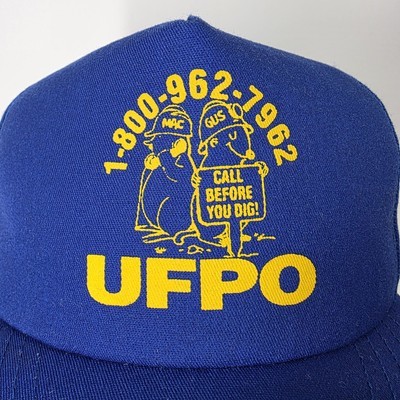 1-800-962-7962
MAC
GUS
CALL
BEFORE
YOU DIG!
UFPO